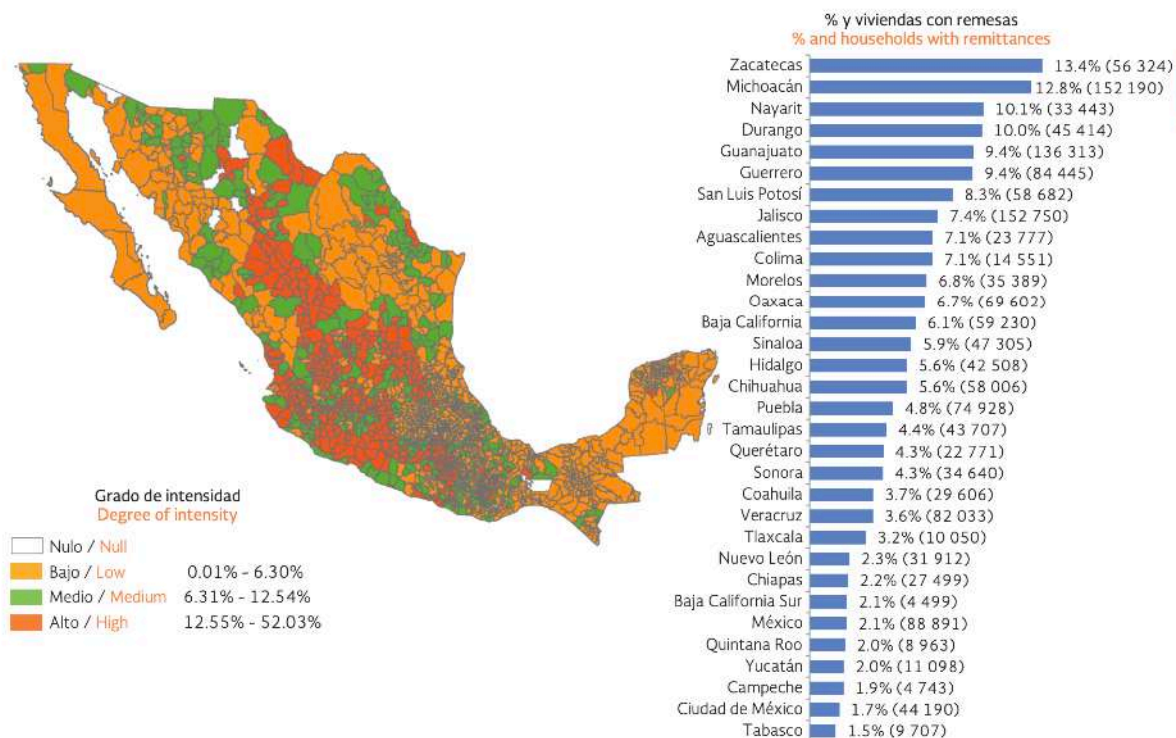 % y viviendas con remesas
% and households with remittances
Zacatecas 13.4% (56 324)
Michoacán 12.8% (152 190)
Nayarit 10.1% (33 443)
Durango 10.0% (45 414)
Guanajuato 9.4% (136 313)
Guerrero 9.4% (84 445)
San Luis Potosí 8.3% (58 682)
Jalisco 7.4% (152 750)
Aguascalientes 7.1% (23 777)
Colima 7.1% (14 551)
Morelos 6.8% (35 389)
Oaxaca 6.7% (69 602)
Baja California 6.1% (59 230)
Sinaloa 5.9% (47 305)
Hidalgo 5.6% (42 508)
Chihuahua 5.6% (58 006)
Puebla 4.8% (74 928)
Tamaulipas 4.4% (43 707)
Querétaro 4.3% (22 771)
Sonora 4.3% (34 640)
Coahuila 3.7% (29 606)
Veracruz 3.6% (82 033)
Tlaxcala 3.2% (10 050)
Nuevo León 2.3% (31 912)
Chiapas 2.2% (27 499)
Baja California Sur 2.1% (4 499)
México 2.1% (88 891)
Quintana Roo 2.0% (8 963)
Yucatán 2.0% (11 098)
Campeche 1.9% (4 743)
Ciudad de México 1.7% (44 190)
Tabasco 1.5% (9 707)
Grado de intensidad
Degree of intensity
Nulo / Null
Bajo / Low 0.01% - 6.30%
Medio / Medium 6.31% - 12.54%
Alto / High 12.55% - 52.03%